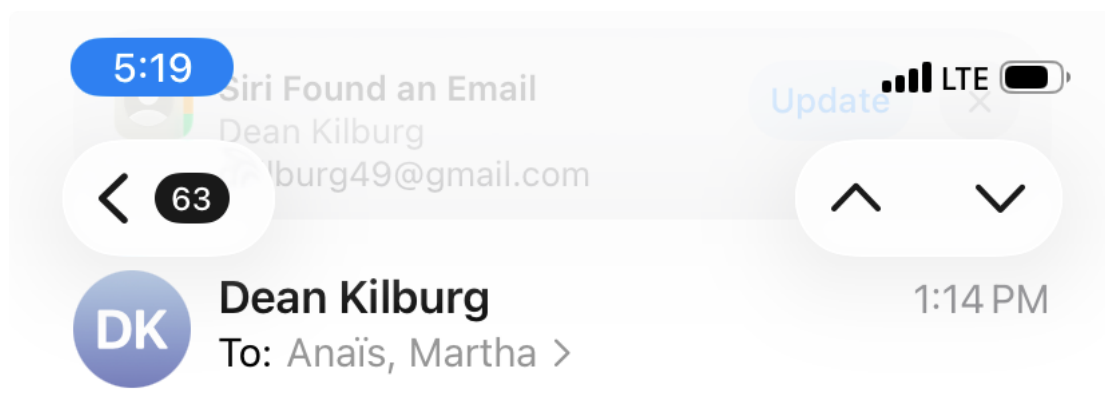 5:19
LTE
Siri Found an Email
Update
Dean Kilburg
63
Dean Kilburg
1:14 PM
To: Anaïs, Martha
DK